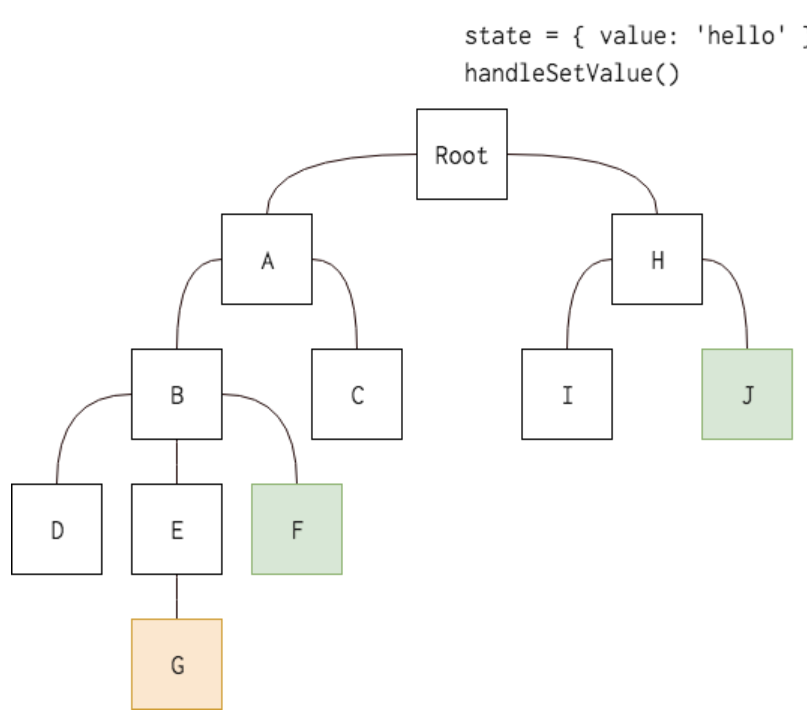 state = { value: 'hello' }
handleSetValue()
Root
A
H
B
C
I
J
D
E
F
G